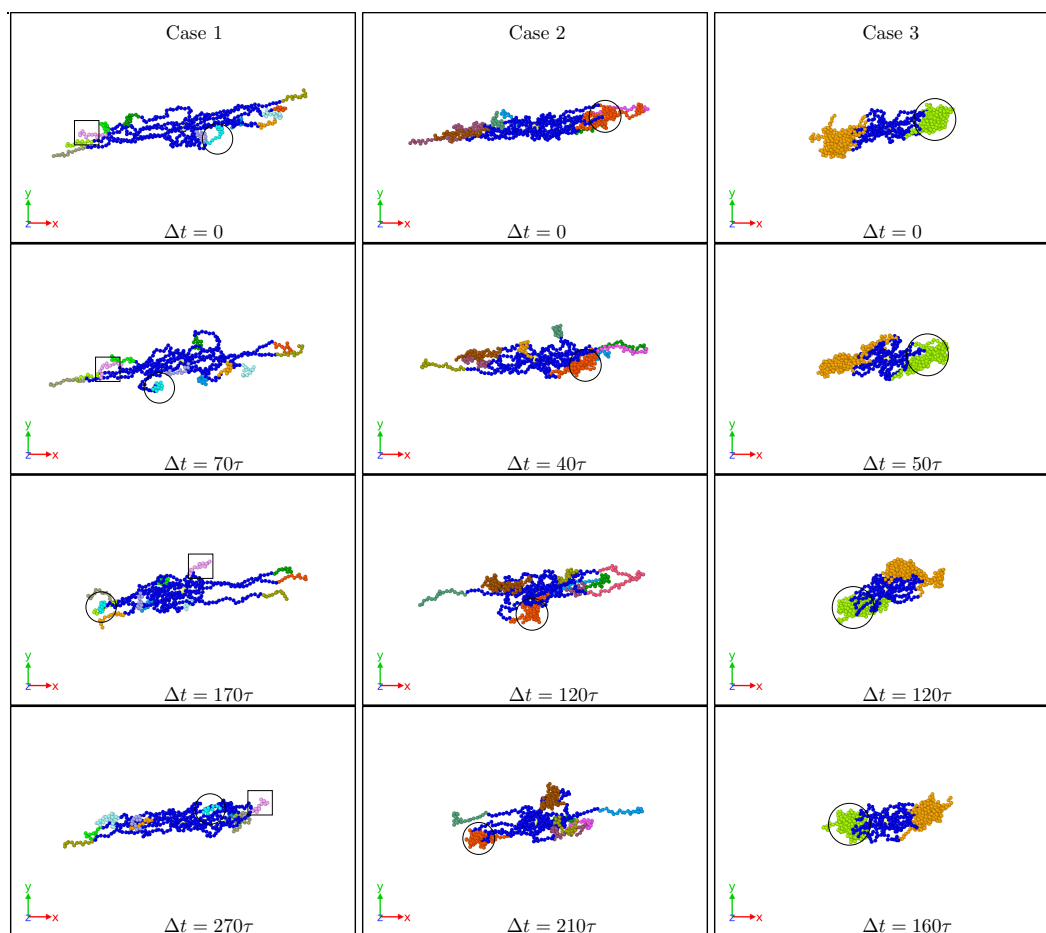 Case 1 Case 2 Case 3
y y y
z x z x z x
Δt = 0 Δt = 0 Δt = 0
y y y
z x z x z x
Δt = 70τ Δt = 40τ Δt = 50τ
y y y
z x z x z x
Δt = 170τ Δt = 120τ Δt = 120τ
y y y
z x z x z x
Δt = 270τ Δt = 210τ Δt = 160τ